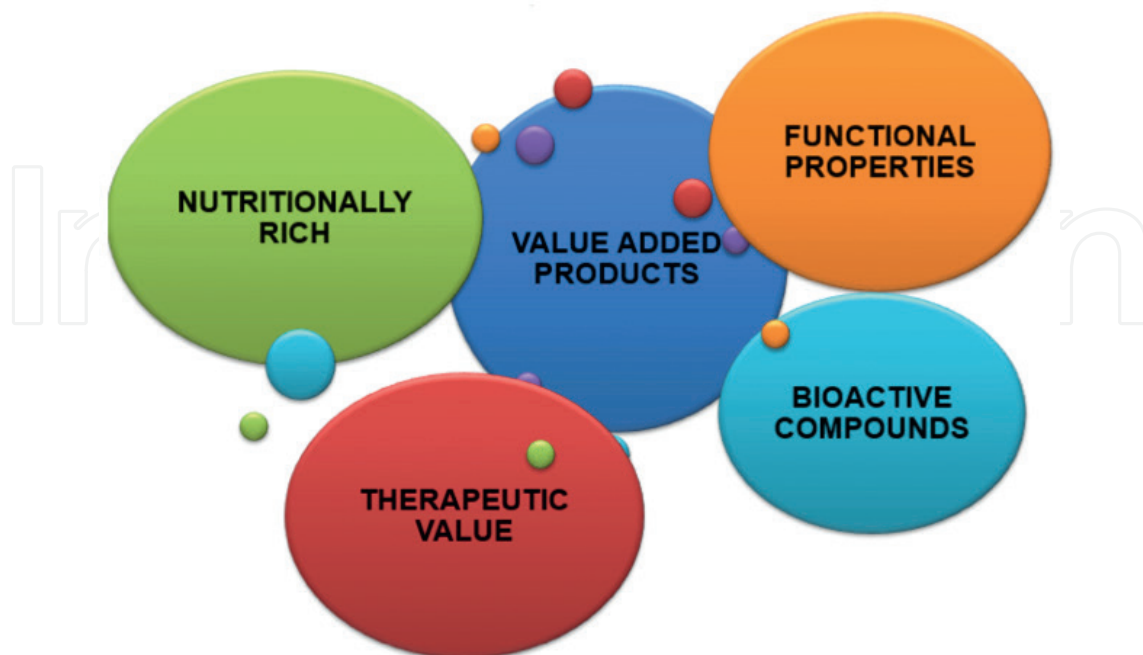 NUTRITIONALLY
RICH
VALUE ADDED
PRODUCTS
FUNCTIONAL
PROPERTIES
BIOACTIVE
COMPOUNDS
THERAPEUTIC
VALUE